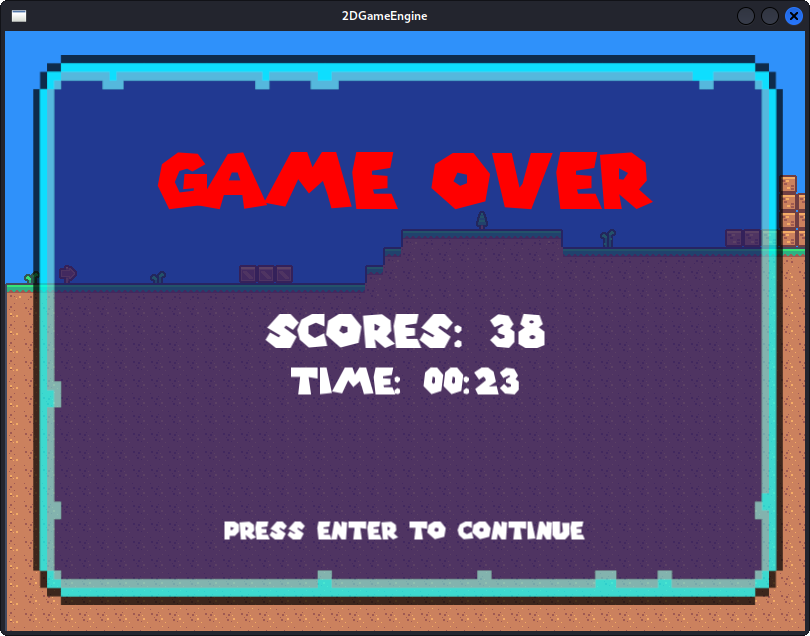 2DGameEngine
GAME OVER
SCORES: 38
TIME: 00:23
PRESS ENTER TO CONTINUE